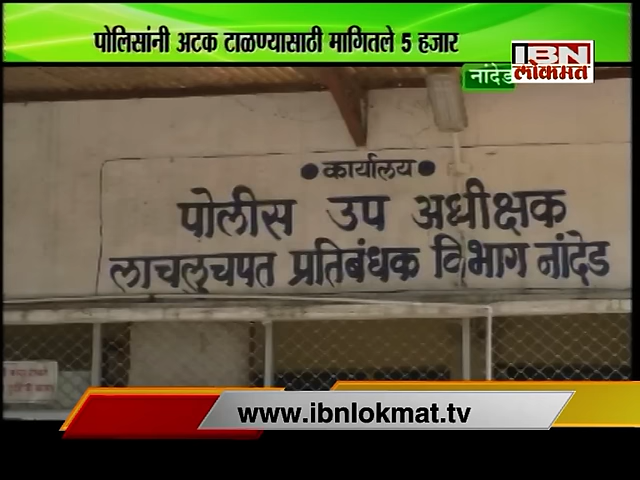 पोलिसांनी अटक टाळण्यासाठी मागितले 5 हजार
IBN
लोकमत
नांदेड
कार्यालय
पोलीस उप अधीक्षक
लाचलुचपत प्रतिबंधक विभाग नांदेड
www.ibnlokmat.tv